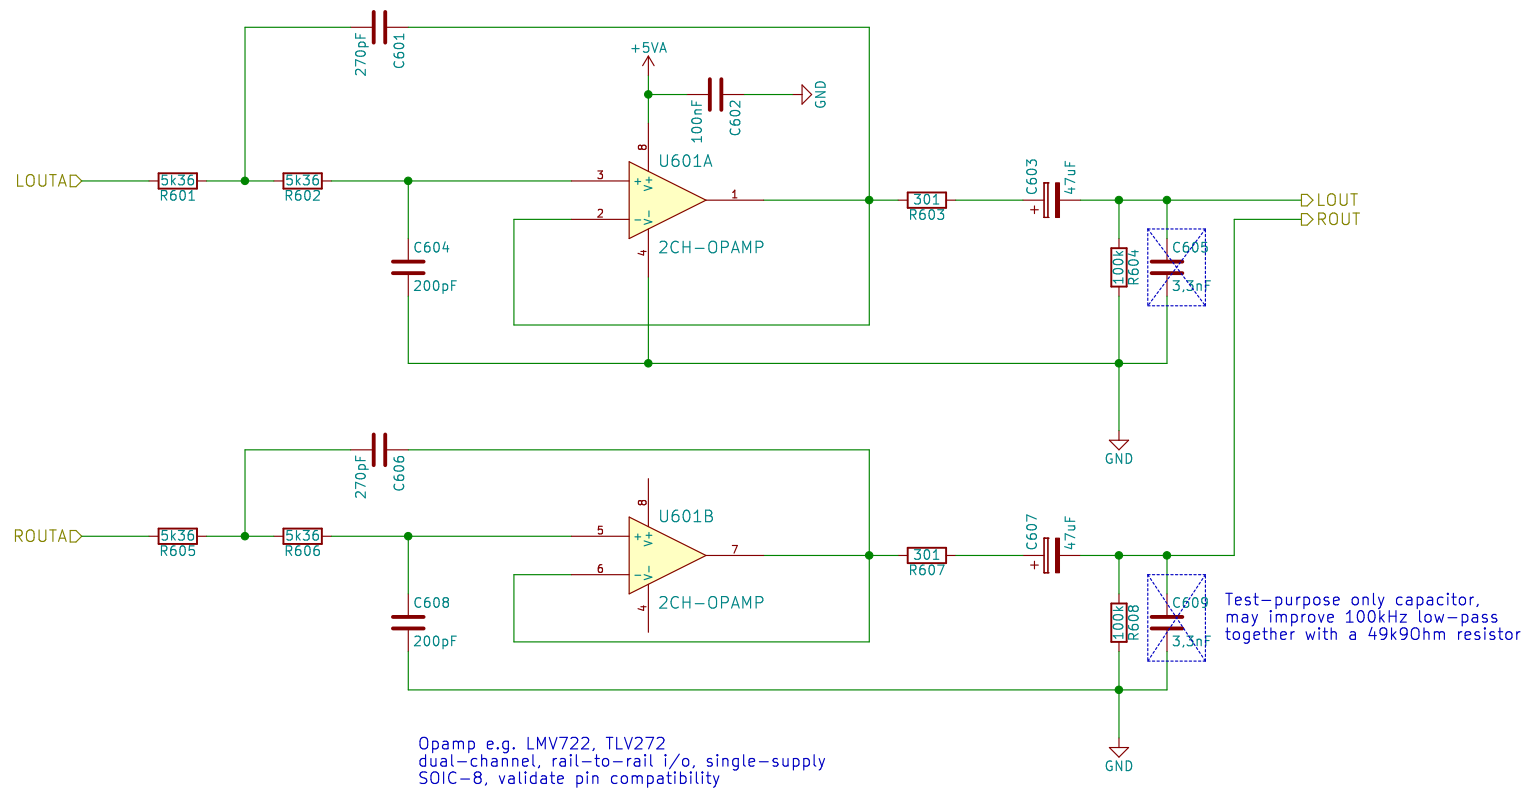 270pF
C601
+5VA
100nF
C602
GND
8
U601A
LOUTA
5k36
R601
5k36
R602
3
+
V+
2
-
V-
1
4
2CH-OPAMP
C604
200pF
301
R603
C603
47uF
+
LOUT
ROUT
100k
R604
C605
3,3nF
GND
270pF
C606
8
U601B
ROUTA
5k36
R605
5k36
R606
5
+
V+
6
-
V-
7
4
2CH-OPAMP
C608
200pF
301
R607
C607
47uF
+
100k
R608
C609
3,3nF
Test-purpose only capacitor,
may improve 100kHz low-pass
together with a 49k9Ohm resistor
GND
Opamp e.g. LMV722, TLV272
dual-channel, rail-to-rail i/o, single-supply
SOIC-8, validate pin compatibility